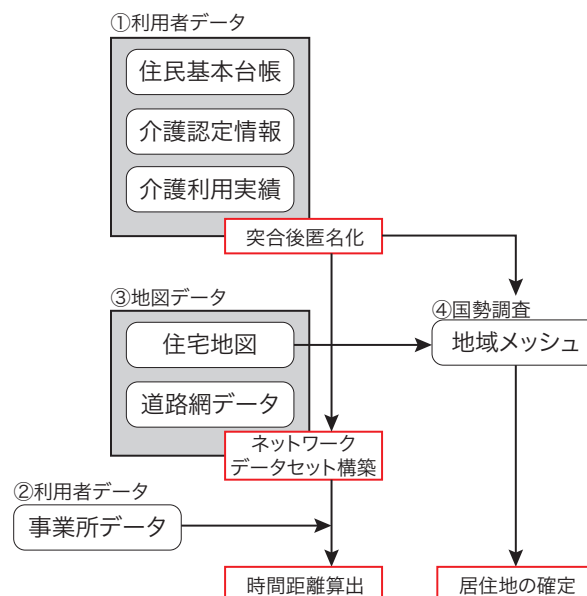 ①利用者データ
住民基本台帳
介護認定情報
介護利用実績
突合後匿名化
③地図データ
住宅地図
道路網データ
④国勢調査
地域メッシュ
ネットワーク
データセット構築
②利用者データ
事業所データ
時間距離算出
居住地の確定